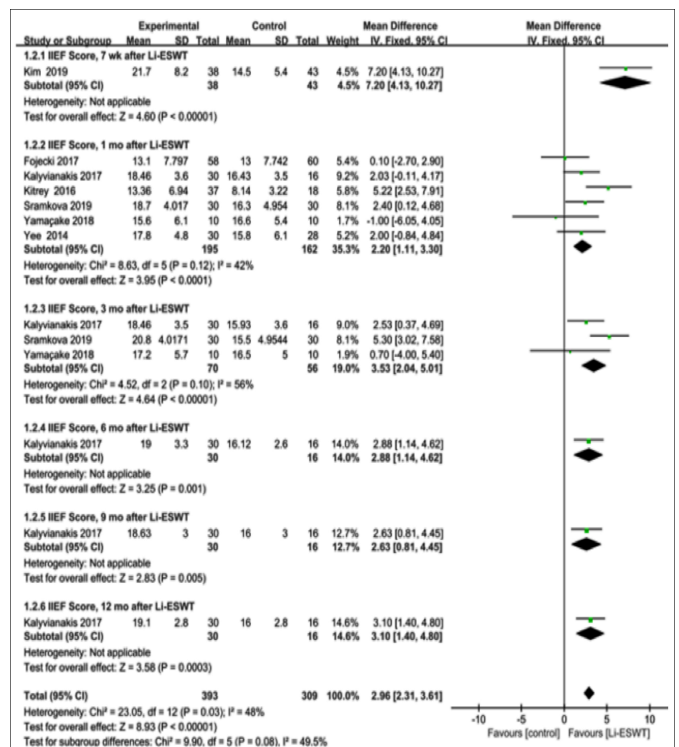 Experimental Control Mean Difference Mean Difference
Study or Subgroup Mean SD Total Mean SD Total Weight IV. Fixed. 95% CI IV. Fixed. 95% CI
1.2.1 IIEF Score, 7 wk after Li-ESWT
Kim 2019 21.7 8.2 38 14.5 5.4 43 4.5% 7.20 [4.13, 10.27]
Subtotal (95% CI) 38 43 4.5% 7.20 [4.13, 10.27]
Heterogeneity: Not applicable
Test for overall effect: Z = 4.60 (P < 0.00001)
1.2.2 IIEF Score, 1 mo after Li-ESWT
Fojecki 2017 13.1 7.797 58 13 7.742 60 5.4% 0.10 [-2.70, 2.90]
Kalyvianakis 2017 18.46 3.6 30 16.43 3.5 16 9.2% 2.03 [-0.11, 4.17]
Kitrey 2016 13.36 6.94 37 8.14 3.22 18 5.8% 5.22 [2.53, 7.91]
Sramkova 2019 18.7 4.017 30 16.3 4.954 30 8.1% 2.40 [0.12, 4.68]
Yamaçake 2018 15.6 6.1 10 16.6 5.4 10 1.7% -1.00 [-6.05, 4.05]
Yee 2014 17.8 4.8 30 15.8 6.1 28 5.2% 2.00 [-0.84, 4.84]
Subtotal (95% CI) 195 162 35.3% 2.20 [1.11, 3.30]
Heterogeneity: Chi² = 8.63, df = 5 (P = 0.12); I² = 42%
Test for overall effect: Z = 3.95 (P < 0.0001)
1.2.3 IIEF Score, 3 mo after Li-ESWT
Kalyvianakis 2017 18.46 3.5 30 15.93 3.6 16 9.0% 2.53 [0.37, 4.69]
Sramkova 2019 20.8 4.0171 30 15.5 4.9544 30 8.1% 5.30 [3.02, 7.58]
Yamaçake 2018 17.2 5.7 10 16.5 5 10 1.9% 0.70 [-4.00, 5.40]
Subtotal (95% CI) 70 56 19.0% 3.53 [2.04, 5.01]
Heterogeneity: Chi² = 4.52, df = 2 (P = 0.10); I² = 56%
Test for overall effect: Z = 4.64 (P < 0.00001)
1.2.4 IIEF Score, 6 mo after Li-ESWT
Kalyvianakis 2017 19 3.3 30 16.12 2.6 16 14.0% 2.88 [1.14, 4.62]
Subtotal (95% CI) 30 16 14.0% 2.88 [1.14, 4.62]
Heterogeneity: Not applicable
Test for overall effect: Z = 3.25 (P = 0.001)
1.2.5 IIEF Score, 9 mo after Li-ESWT
Kalyvianakis 2017 18.63 3 30 16 3 16 12.7% 2.63 [0.81, 4.45]
Subtotal (95% CI) 30 16 12.7% 2.63 [0.81, 4.45]
Heterogeneity: Not applicable
Test for overall effect: Z = 2.83 (P = 0.005)
1.2.6 IIEF Score, 12 mo after Li-ESWT
Kalyvianakis 2017 19.1 2.8 30 16 2.8 16 14.6% 3.10 [1.40, 4.80]
Subtotal (95% CI) 30 16 14.6% 3.10 [1.40, 4.80]
Heterogeneity: Not applicable
Test for overall effect: Z = 3.58 (P = 0.0003)
Total (95% CI) 393 309 100.0% 2.96 [2.31, 3.61]
Heterogeneity: Chi² = 23.05, df = 12 (P = 0.03); I² = 48%
Test for overall effect: Z = 8.93 (P < 0.00001)
Test for subgroup differences: Chi² = 9.90, df = 5 (P = 0.08), I² = 49.5%
-10 -5 0 5 10
Favours [control] Favours [Li-ESWT]